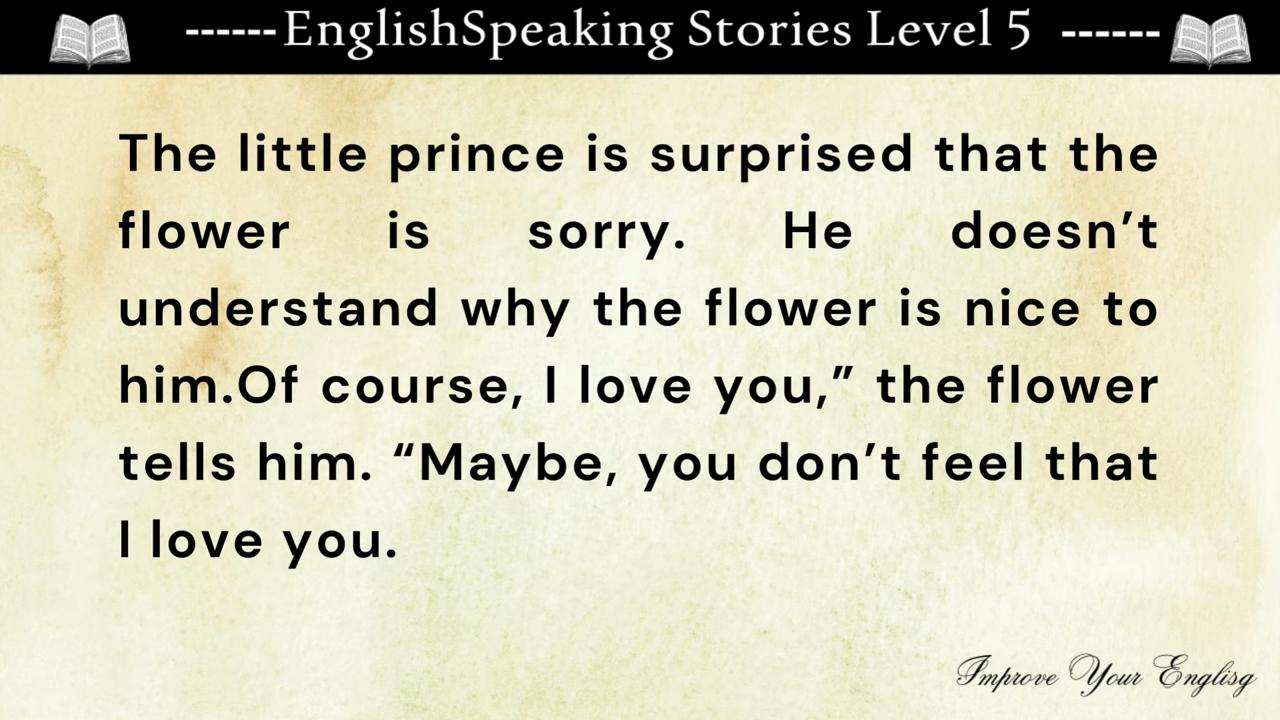 ------EnglishSpeaking Stories Level 5 ------
The little prince is surprised that the
flower is sorry. He doesn’t
understand why the flower is nice to
him.Of course, I love you,” the flower
tells him. “Maybe, you don’t feel that
I love you.
Improve Your Englisg